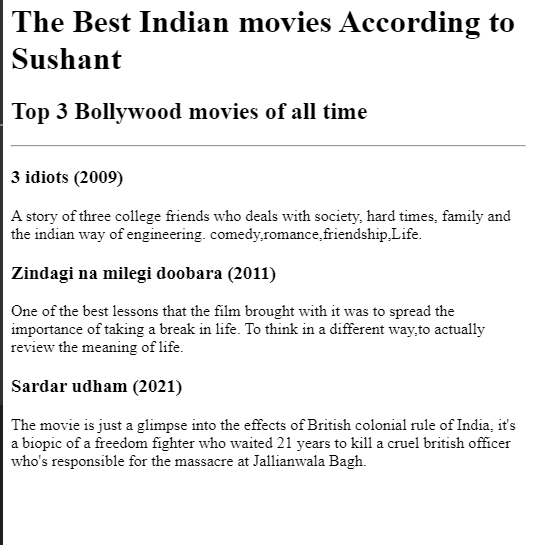 The Best Indian movies According to
Sushant
Top 3 Bollywood movies of all time
3 idiots (2009)
A story of three college friends who deals with society, hard times, family and
the indian way of engineering. comedy,romance,friendship,Life.
Zindagi na milegi doobara (2011)
One of the best lessons that the film brought with it was to spread the
importance of taking a break in life. To think in a different way,to actually
review the meaning of life.
Sardar udham (2021)
The movie is just a glimpse into the effects of British colonial rule of India, it's
a biopic of a freedom fighter who waited 21 years to kill a cruel british officer
who's responsible for the massacre at Jallianwala Bagh.